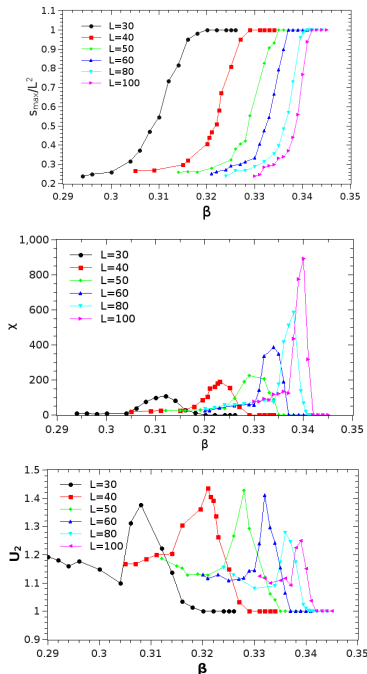 1.1
1
0.9
0.8
0.7
0.6
0.5
0.4
0.3
0.2
s_max/L^2
L=30
L=40
L=50
L=60
L=80
L=100
0.29 0.30 0.31 0.32 0.33 0.34 0.35
β
1,000
800
600
400
200
0
χ
L=30
L=40
L=50
L=60
L=80
L=100
0.29 0.30 0.31 0.32 0.33 0.34 0.35
β
1.5
1.4
1.3
1.2
1.1
1
0.9
U_2
L=30
L=40
L=50
L=60
L=80
L=100
0.29 0.30 0.31 0.32 0.33 0.34 0.35
β